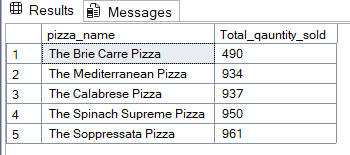 Results Messages
pizza_name Total_qauntity_sold
1 The Brie Carre Pizza 490
2 The Mediterranean Pizza 934
3 The Calabrese Pizza 937
4 The Spinach Supreme Pizza 950
5 The Soppressata Pizza 961